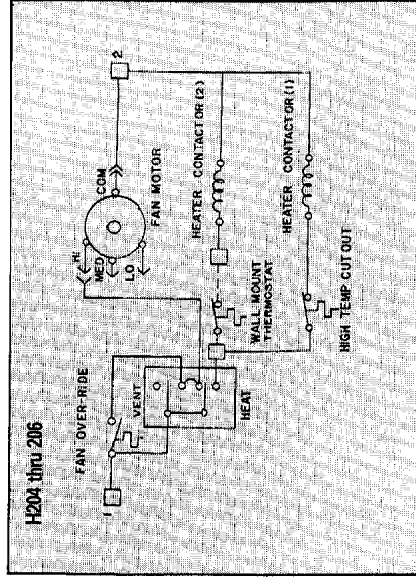 H204 thru 206
FAN OVER-RIDE
1
VENT
HEAT
HI
MED
LO
COM
FAN MOTOR
2
WALL MOUNT
THERMOSTAT
HEATER CONTACTOR (2)
HIGH TEMP CUT OUT
HEATER CONTACTOR (1)